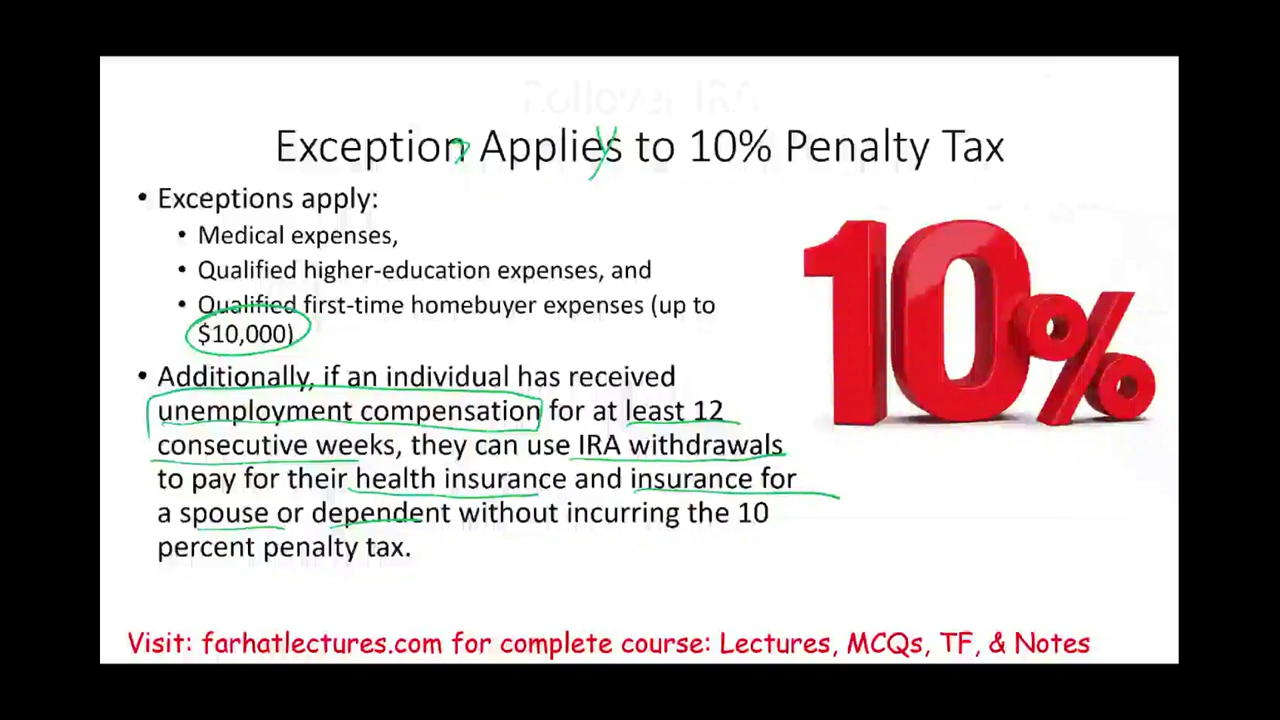 Rollover IRA
Exception Applies to 10% Penalty Tax
• Exceptions apply:
• Medical expenses,
• Qualified higher-education expenses, and
• Qualified first-time homebuyer expenses (up to
$10,000)
• Additionally, if an individual has received
unemployment compensation for at least 12
consecutive weeks, they can use IRA withdrawals
to pay for their health insurance and insurance for
a spouse or dependent without incurring the 10
percent penalty tax.
10%
Visit: farhatlectures.com for complete course: Lectures, MCQs, TF, & Notes